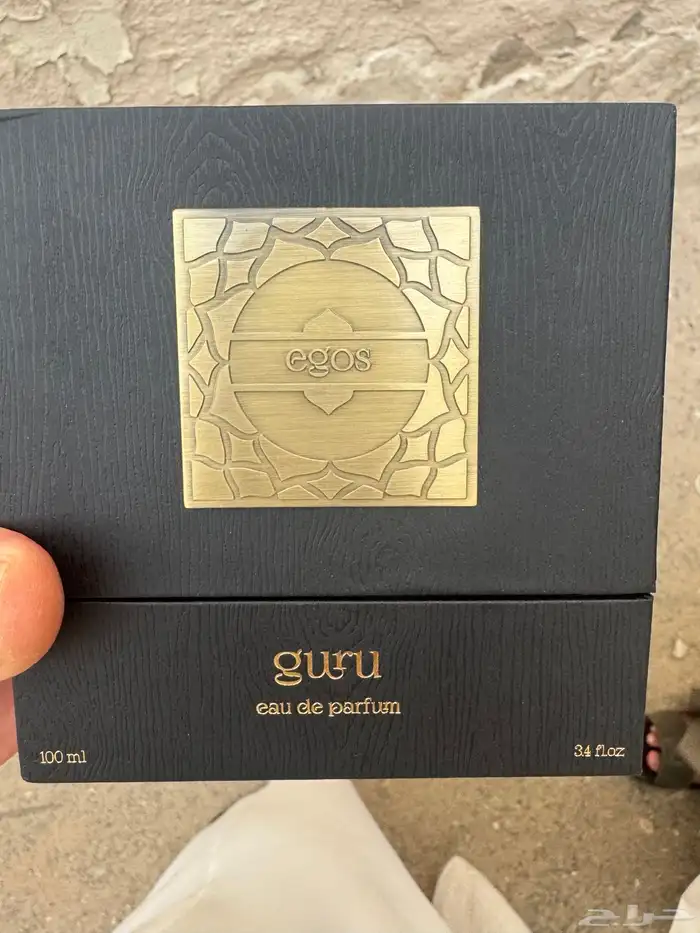 egos
guru
eau de parfum
100 ml
3.4 fl.oz
حراج